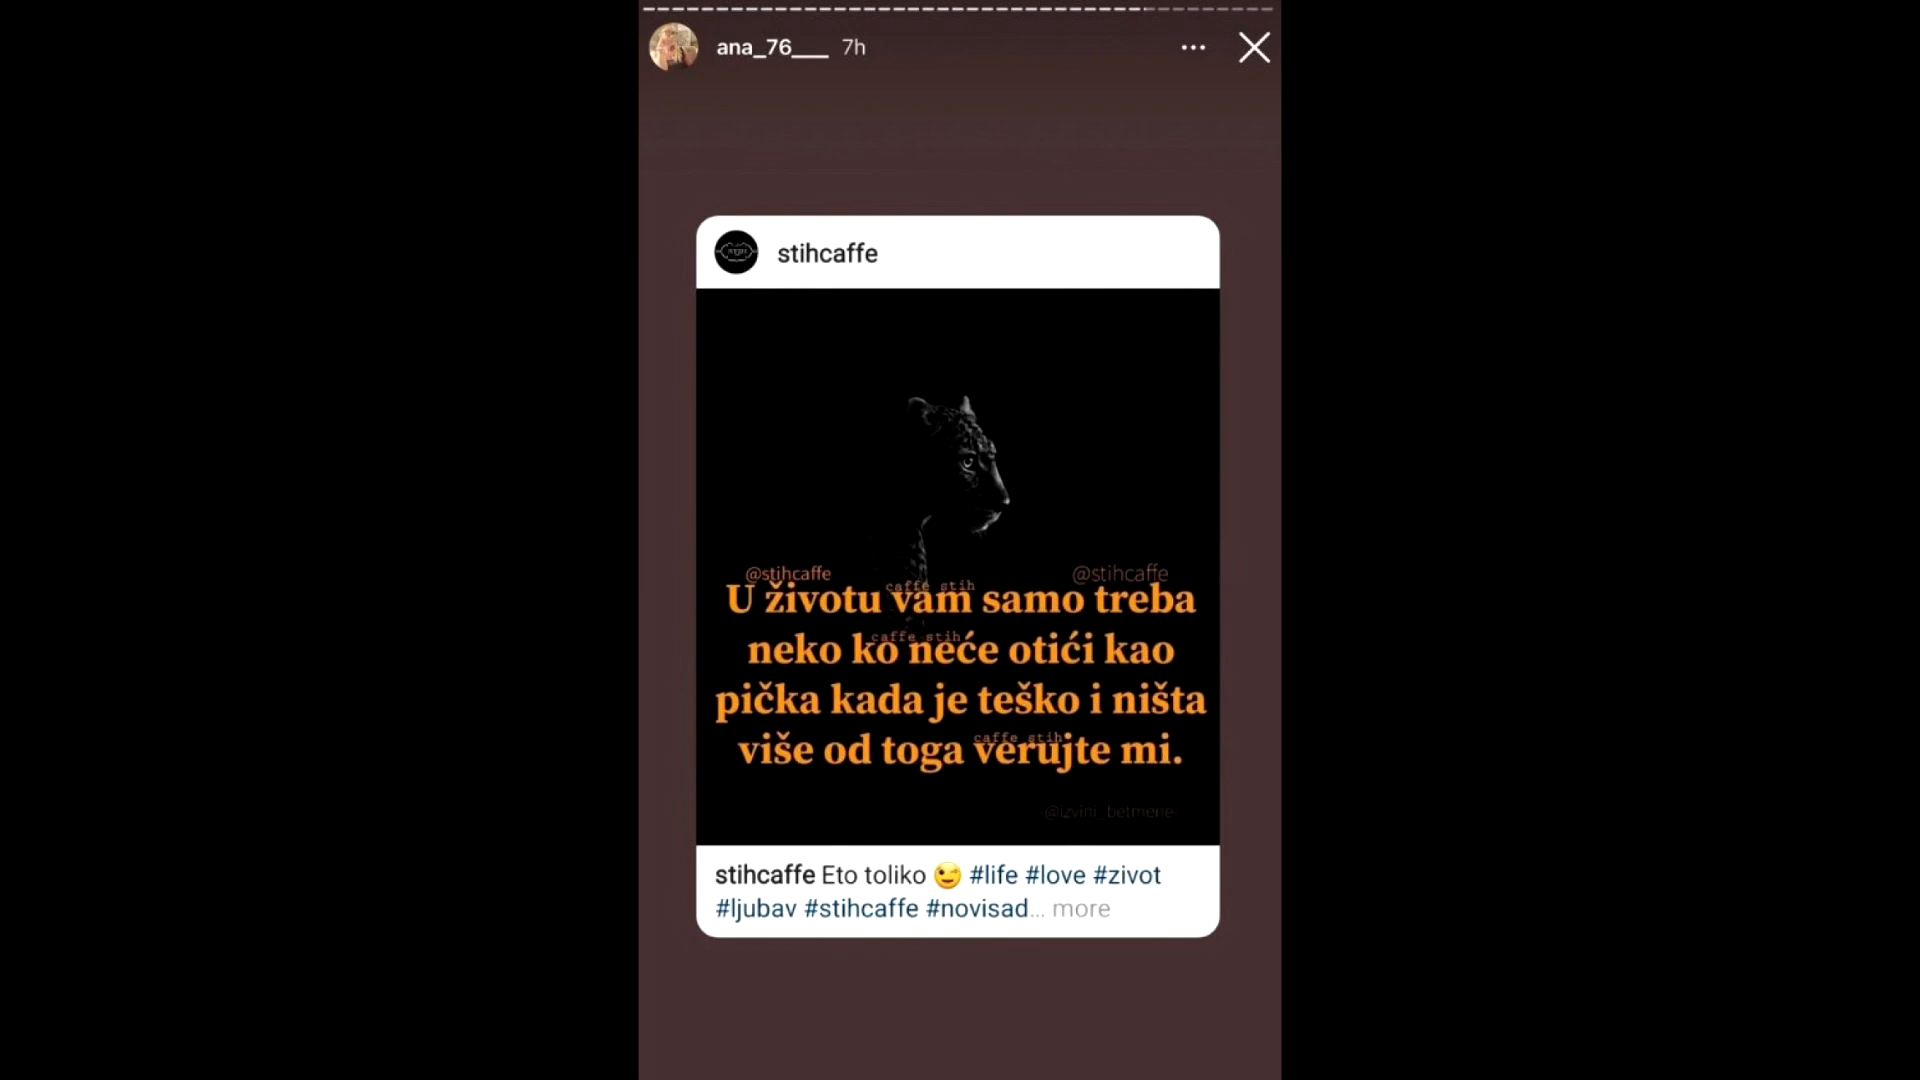 ana_76___ 7h
stihcaffe
@stihcaffe @stihcaffe
caffe stih
U životu vam samo treba
caffe stih
neko ko neće otići kao
pička kada je teško i ništa
caffe stih
više od toga verujte mi.
@izvini_betmene
stihcaffe Eto toliko 😉 #life #love #zivot
#ljubav #stihcaffe #novisad... more